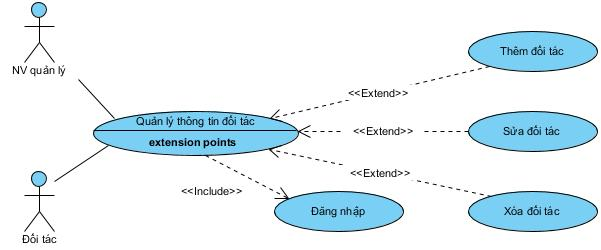 NV quản lý
Thêm đối tác
<<Extend>>
Quản lý thông tin đối tác
extension points
<<Extend>>
Sửa đối tác
<<Extend>>
<<Include>>
Đăng nhập
Xóa đối tác
Đối tác